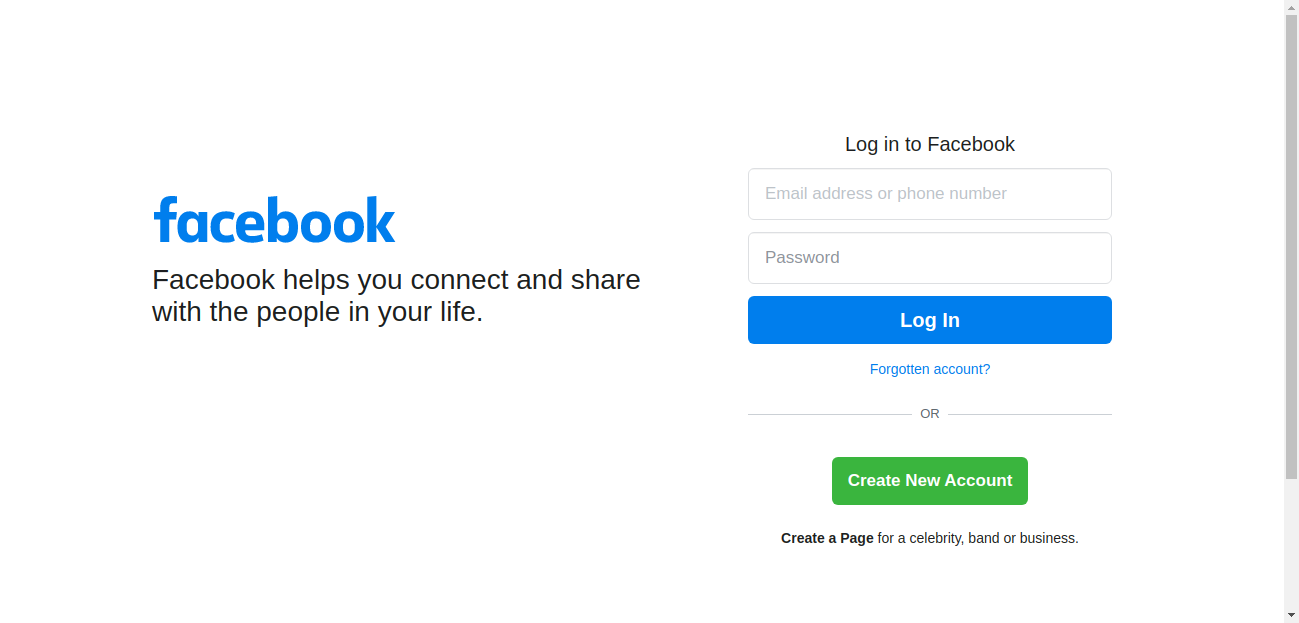 facebook
Facebook helps you connect and share
with the people in your life.
Log in to Facebook
Email address or phone number
Password
Log In
Forgotten account?
OR
Create New Account
Create a Page for a celebrity, band or business.